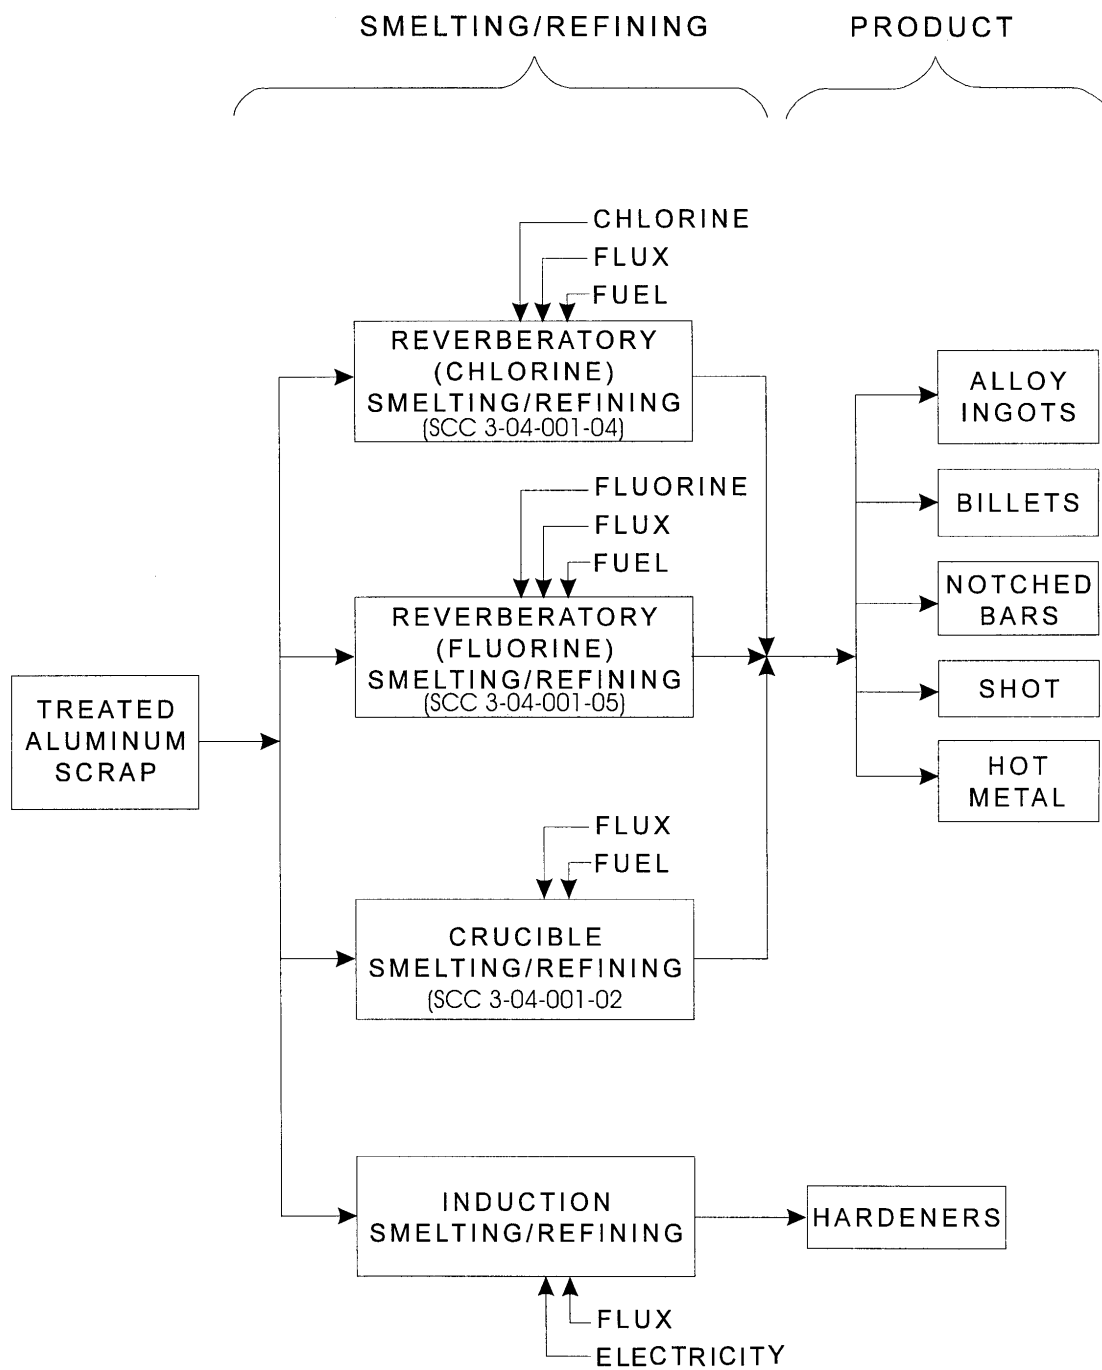 SMELTING/REFINING
PRODUCT
CHLORINE
FLUX
FUEL
REVERBERATORY
(CHLORINE)
SMELTING/REFINING
(SCC 3-04-001-04)
FLUORINE
FLUX
FUEL
REVERBERATORY
(FLUORINE)
SMELTING/REFINING
(SCC 3-04-001-05)
TREATED
ALUMINUM
SCRAP
FLUX
FUEL
CRUCIBLE
SMELTING/REFINING
(SCC 3-04-001-02
INDUCTION
SMELTING/REFINING
FLUX
ELECTRICITY
ALLOY
INGOTS
BILLETS
NOTCHED
BARS
SHOT
HOT
METAL
HARDENERS